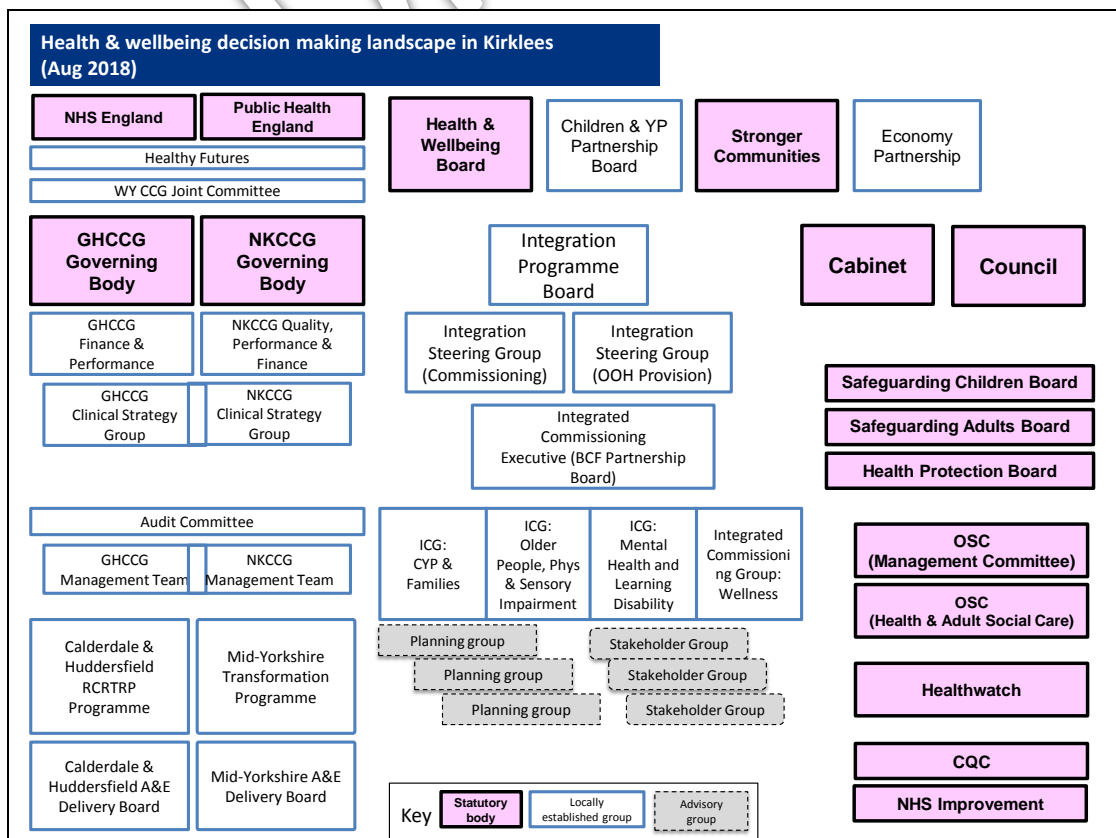 Health & wellbeing decision making landscape in Kirklees
(Aug 2018)
NHS England
Public Health
England
Healthy Futures
WY CCG Joint Committee
Health &
Wellbeing
Board
Children & YP
Partnership
Board
Stronger
Communities
Economy
Partnership
GHCCG
Governing
Body
NKCCG
Governing
Body
Integration
Programme
Board
Cabinet
Council
GHCCG
Finance &
Performance
NKCCG Quality,
Performance &
Finance
Integration
Steering Group
(Commissioning)
Integration
Steering Group
(OOH Provision)
GHCCG
Clinical Strategy
Group
NKCCG
Clinical Strategy
Group
Integrated
Commissioning
Executive (BCF Partnership
Board)
Safeguarding Children Board
Safeguarding Adults Board
Health Protection Board
Audit Committee
GHCCG
Management Team
NKCCG
Management Team
ICG:
CYP &
Families
ICG:
Older
People, Phys
& Sensory
Impairment
ICG:
Mental
Health and
Learning
Disability
Integrated
Commissioni
ng Group:
Wellness
OSC
(Management Committee)
OSC
(Health & Adult Social Care)
Planning group
Planning group
Planning group
Stakeholder Group
Stakeholder Group
Stakeholder Group
Calderdale &
Huddersfield
RCRTRP
Programme
Mid-Yorkshire
Transformation
Programme
Healthwatch
Calderdale &
Huddersfield A&E
Delivery Board
Mid-Yorkshire A&E
Delivery Board
CQC
NHS Improvement
Key
Statutory
body
Locally
established group
Advisory
group